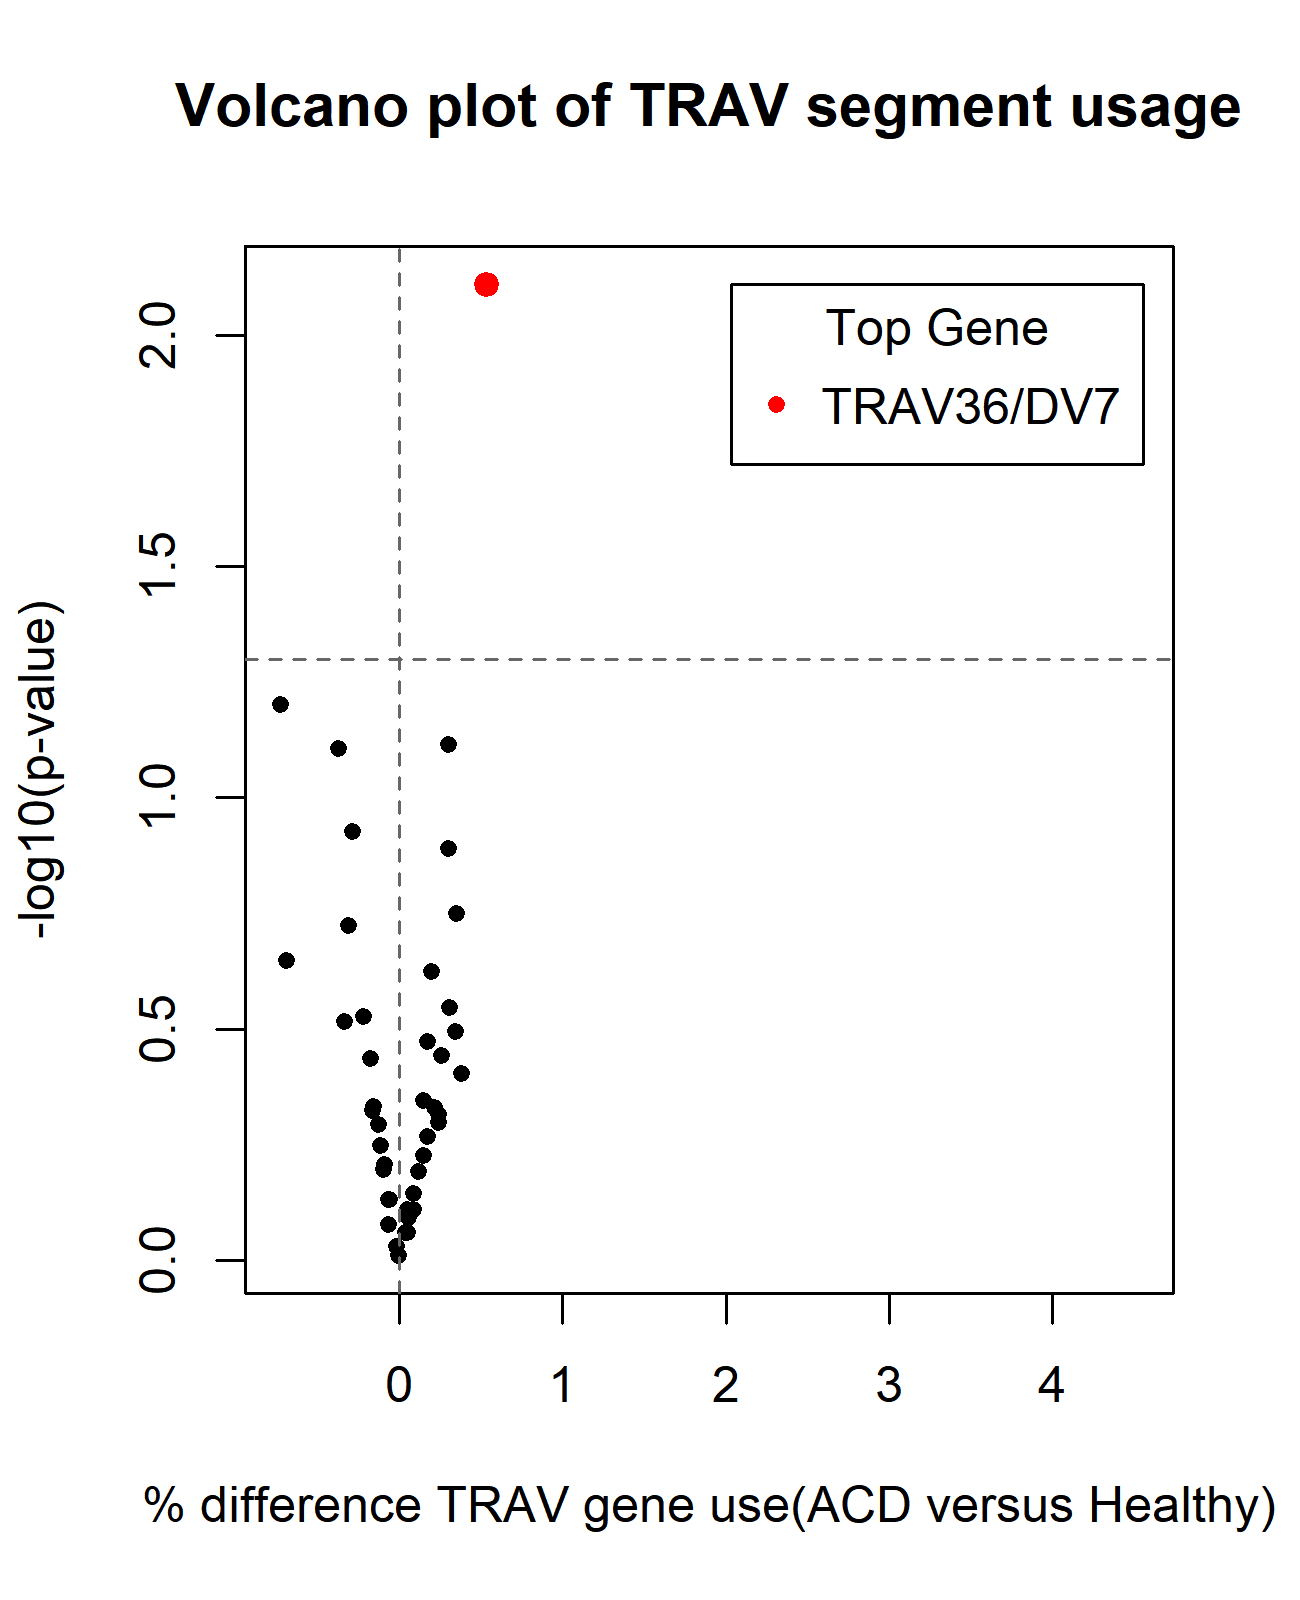 Volcano plot of TRAV segment usage
Top Gene
TRAV36/DV7
-log10(p-value)
2.0
1.5
1.0
0.5
0.0
0 1 2 3 4
% difference TRAV gene use(ACD versus Healthy)